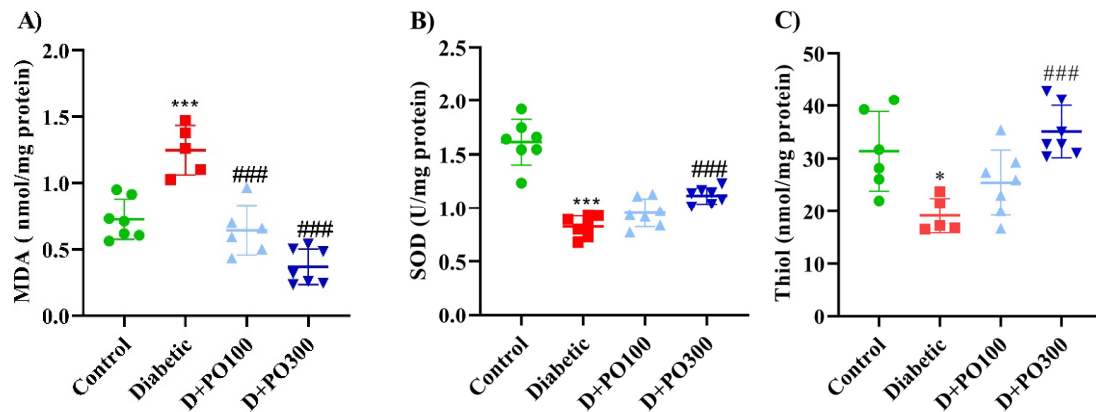 A)
MDA ( nmol/mg protein)
2.0
1.5
1.0
0.5
0.0
***
###
###
Control
Diabetic
D+PO100
D+PO300
B)
SOD (U/mg protein)
2.5
2.0
1.5
1.0
0.5
0.0
***
###
Control
Diabetic
D+PO100
D+PO300
C)
Thiol (nmol/mg protein)
50
40
30
20
10
0
*
###
Control
Diabetic
D+PO100
D+PO300